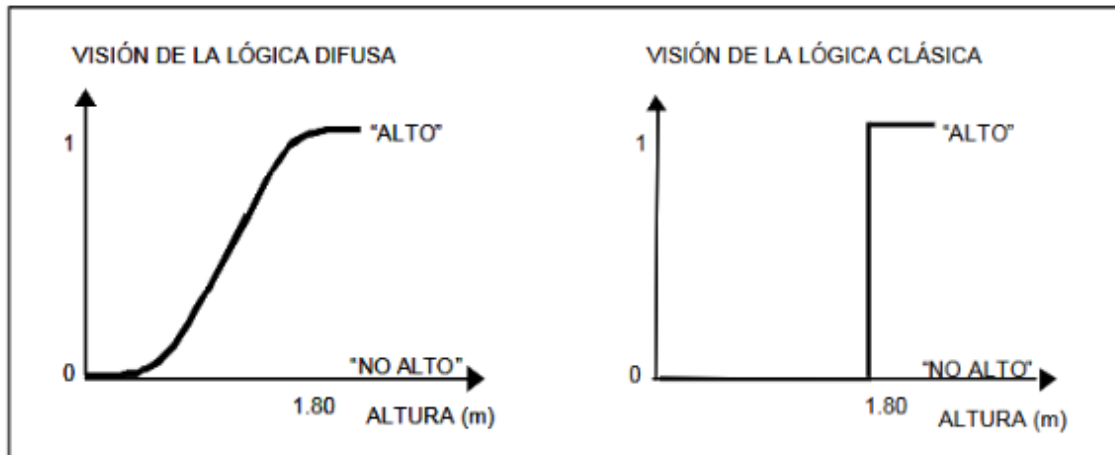 VISIÓN DE LA LÓGICA DIFUSA
1
"ALTO"
0
"NO ALTO"
1.80
ALTURA (m)
VISIÓN DE LA LÓGICA CLÁSICA
1
"ALTO"
0
"NO ALTO"
1.80
ALTURA (m)